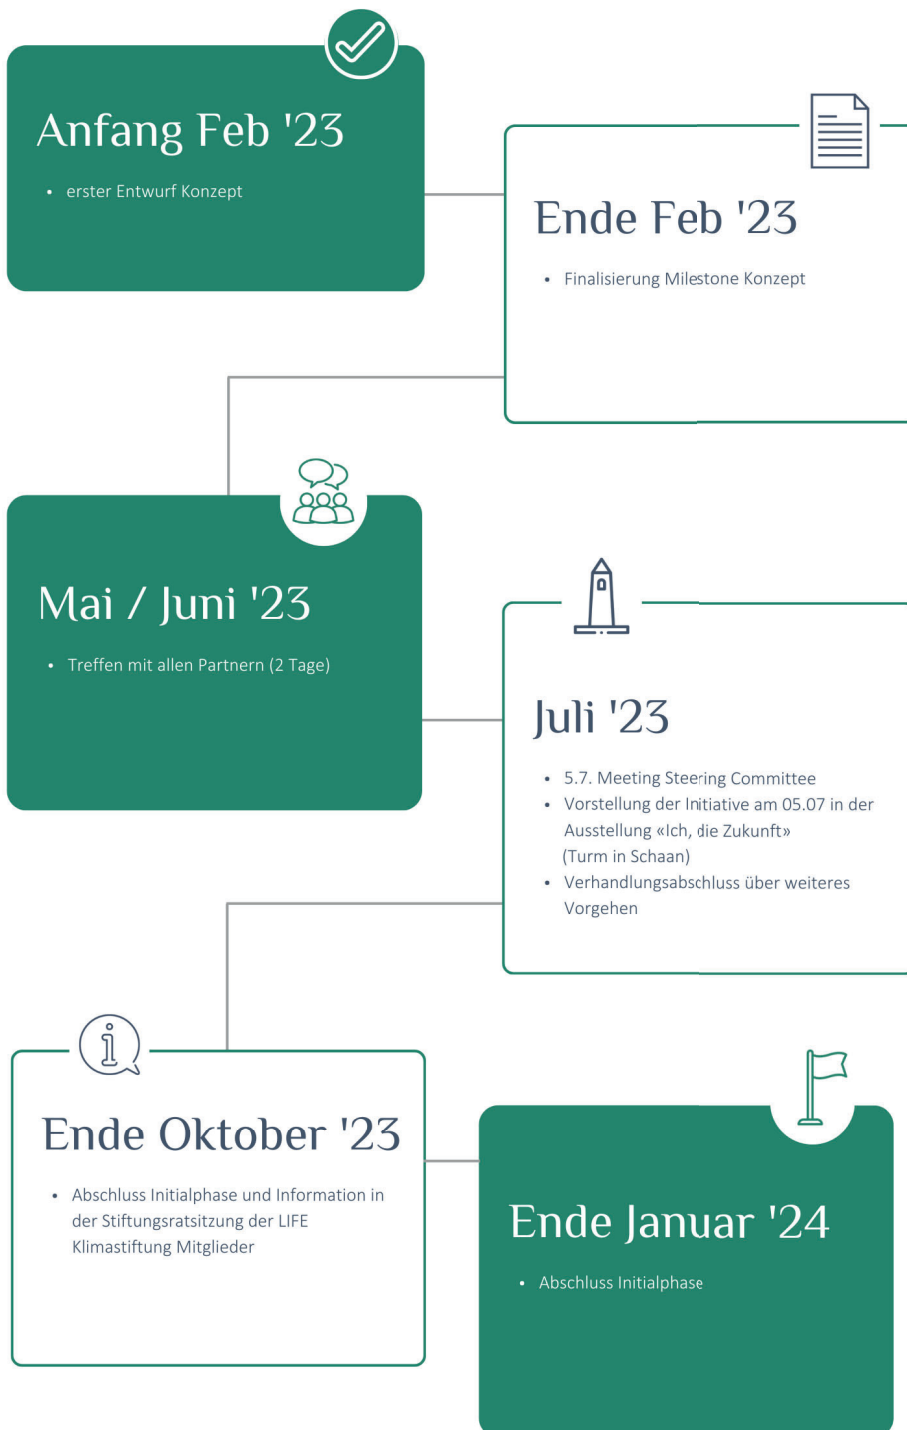 Anfang Feb '23
• erster Entwurf Konzept
Ende Feb '23
• Finalisierung Milestone Konzept
Mai / Juni '23
• Treffen mit allen Partnern (2 Tage)
Juli '23
• 5.7. Meeting Steering Committee
• Vorstellung der Initiative am 05.07 in der
Ausstellung «Ich, die Zukunft»
(Turm in Schaan)
• Verhandlungsabschluss über weiteres
Vorgehen
Ende Oktober '23
• Abschluss Initialphase und Information in
der Stiftungsratsitzung der LIFE
Klimastiftung Mitglieder
Ende Januar '24
• Abschluss Initialphase